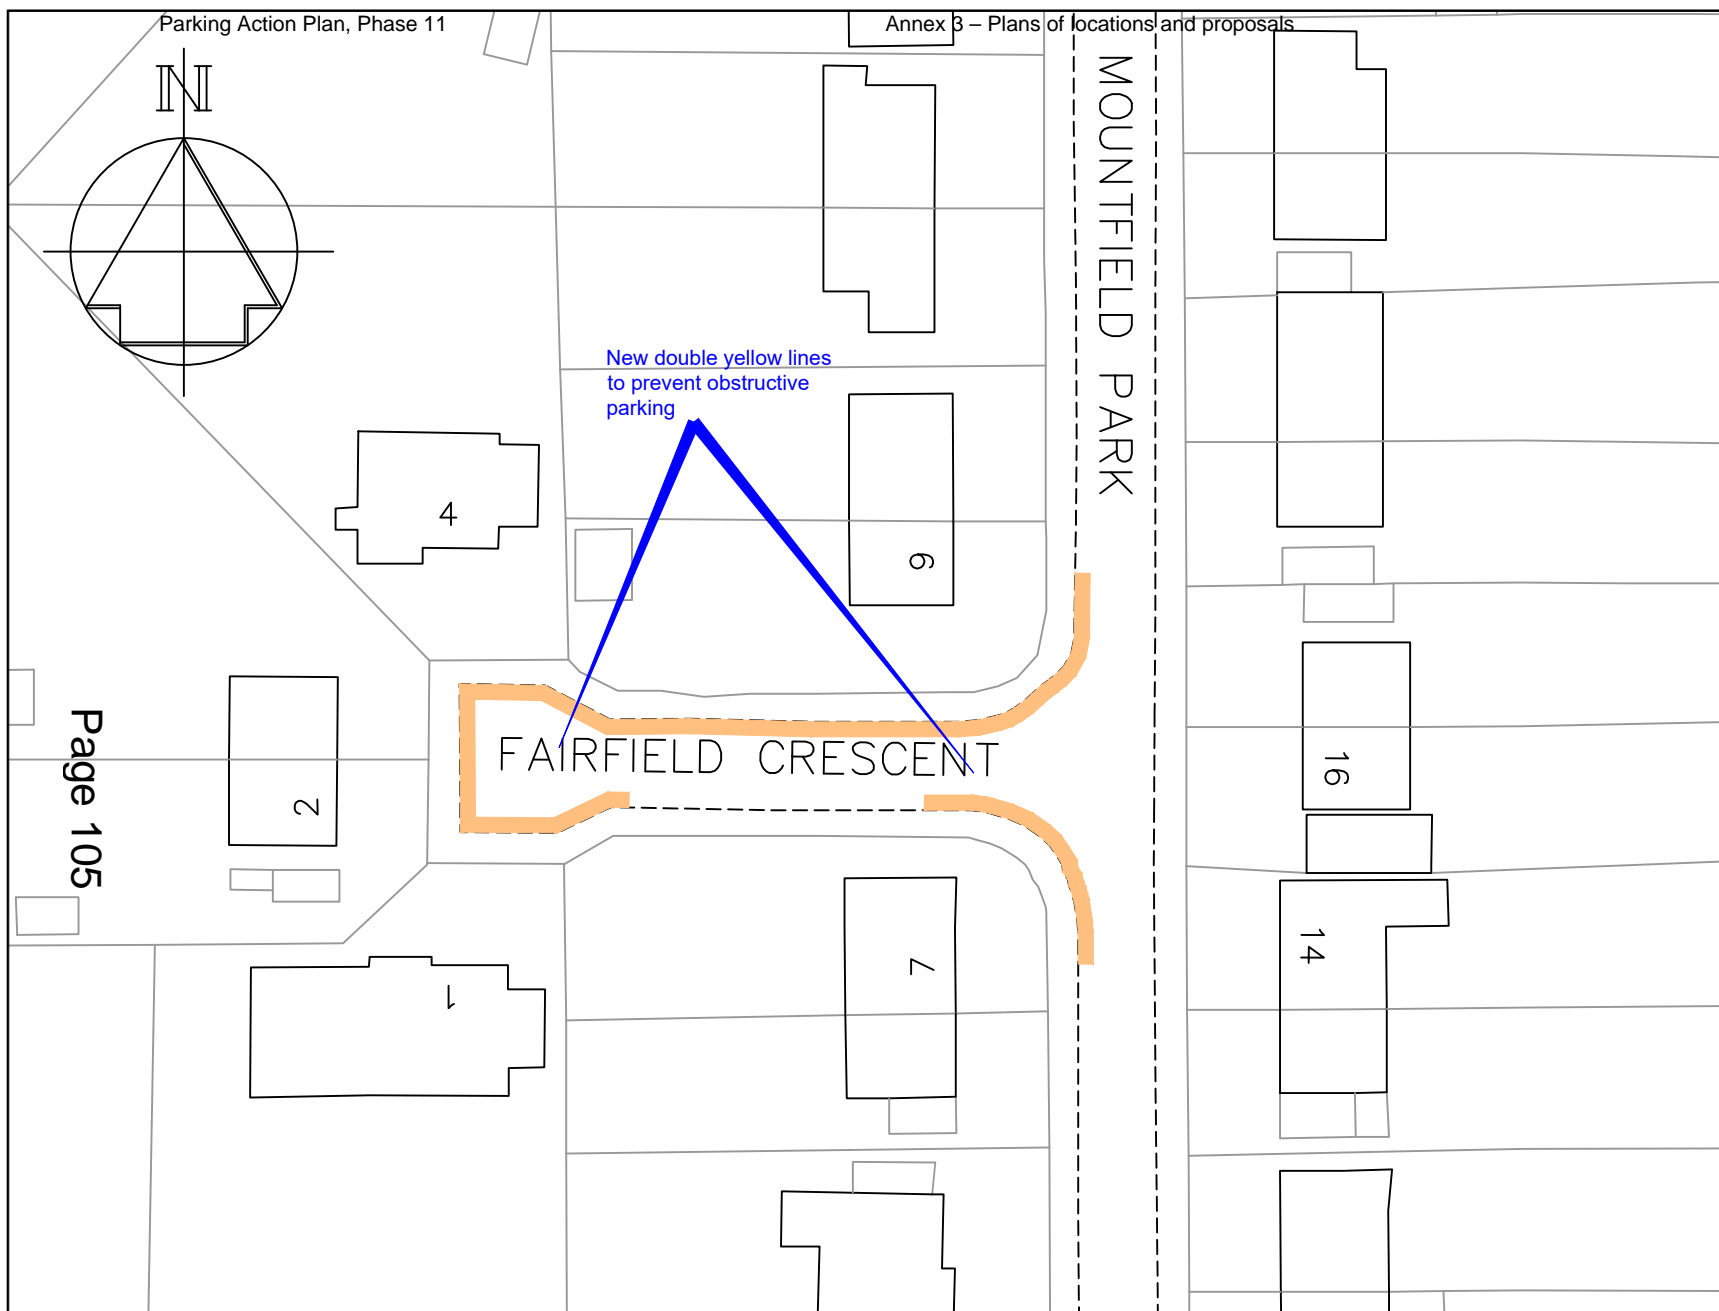 Parking Action Plan, Phase 11
Annex 3 – Plans of locations and proposals
N
MOUNTFIELD PARK
New double yellow lines
to prevent obstructive
parking
4
6
FAIRFIELD CRESCENT
2
16
Page 105
7
14
1